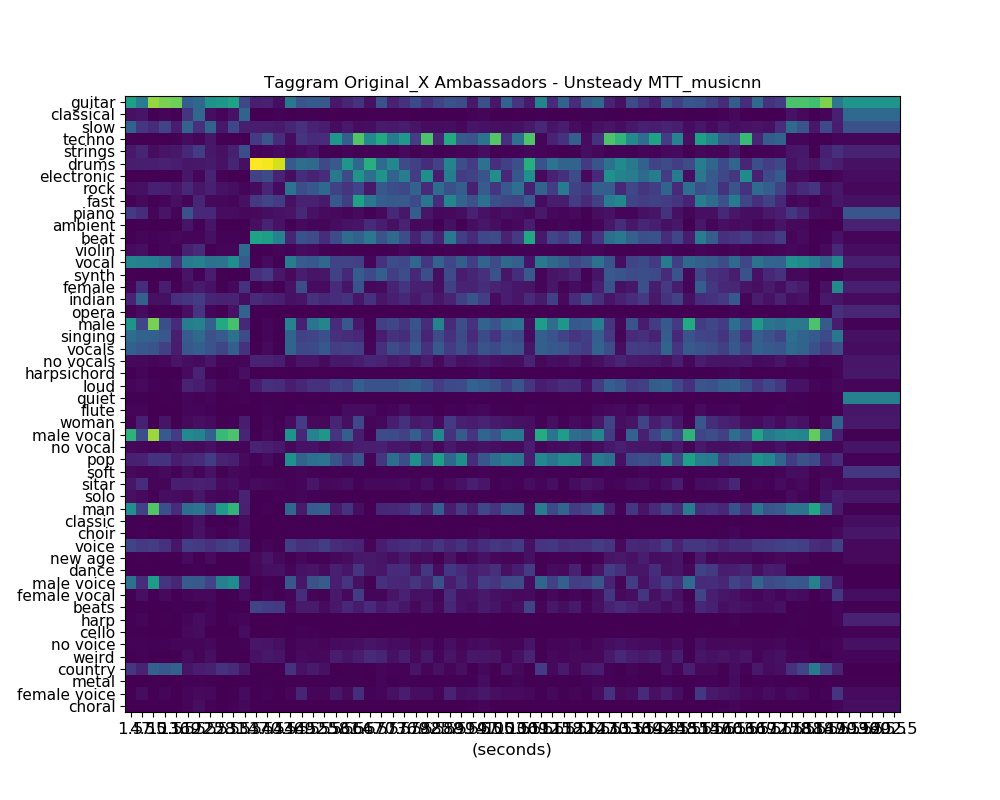 Taggram Original_X Ambassadors - Unsteady MTT_musicnn
guitar
classical
slow
techno
strings
drums
electronic
rock
fast
piano
ambient
beat
violin
vocal
synth
female
indian
opera
male
singing
vocals
no vocals
harpsichord
loud
quiet
flute
woman
male vocal
no vocal
pop
soft
sitar
solo
man
classic
choir
voice
new age
dance
male voice
female vocal
beats
harp
cello
no voice
weird
country
metal
female voice
choral
(seconds)